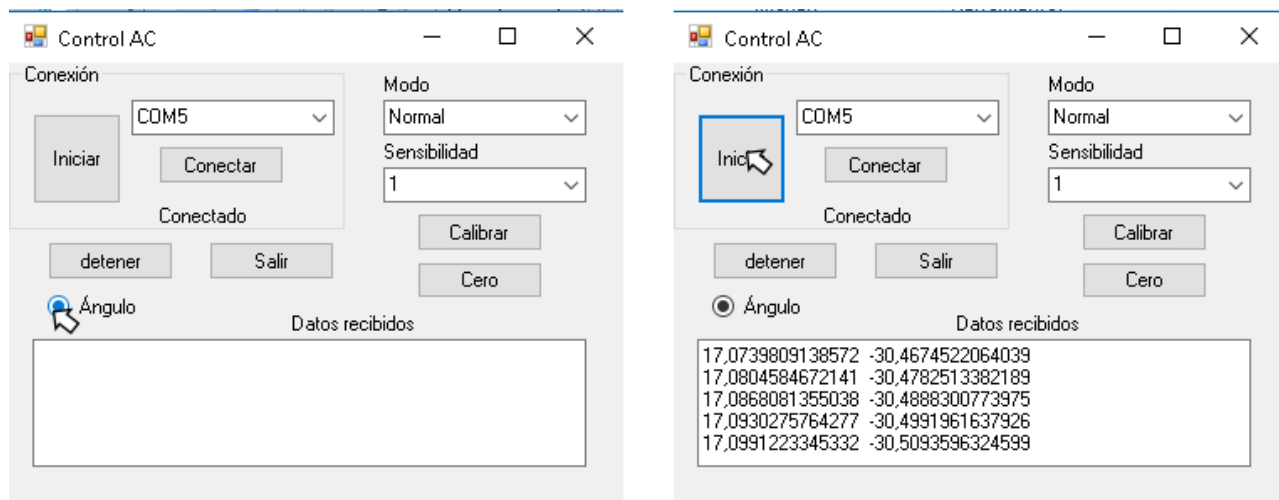 Control AC
Conexión
Modo
COM5
Normal
Iniciar
Conectar
Sensibilidad
1
Conectado
Calibrar
detener
Salir
Cero
Ángulo
Datos recibidos
Control AC
Conexión
Modo
COM5
Normal
Conectar
Sensibilidad
1
Conectado
Calibrar
detener
Salir
Cero
Ángulo
Datos recibidos
17,0739809138572 -30,4674522064039
17,0804584672141 -30,4782513382189
17,0868081355038 -30,4888300773975
17,0930275764277 -30,4991961637926
17,0991223345332 -30,5093596324599